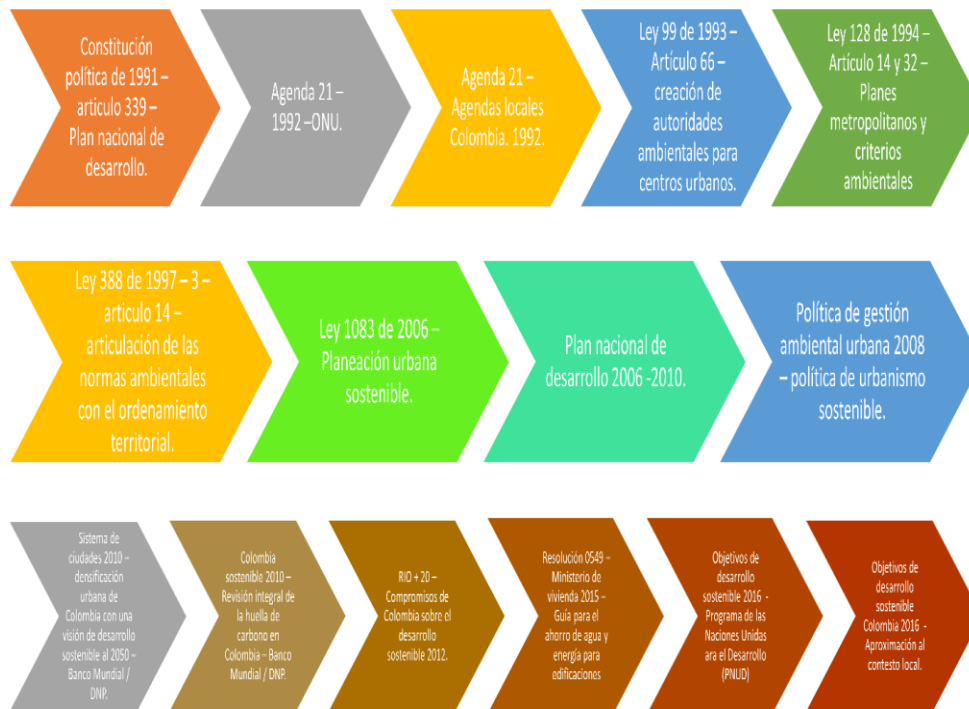 Constitución
política de 1991 –
articulo 339 –
Plan nacional de
desarrollo.
Agenda 21 –
1992 –ONU.
Agenda 21 –
Agendas locales
Colombia. 1992.
Ley 99 de 1993 –
Artículo 66 –
creación de
autoridades
ambientales para
centros urbanos.
Ley 128 de 1994 –
Artículo 14 y 32 –
Planes
metropolitanos y
criterios
ambientales
Ley 388 de 1997 – 3 –
articulo 14 –
articulación de las
normas ambientales
con el ordenamiento
territorial.
Ley 1083 de 2006 –
Planeación urbana
sostenible.
Plan nacional de
desarrollo 2006 -2010.
Política de gestión
ambiental urbana 2008
– política de urbanismo
sostenible.
Sistema de
ciudades 2010 –
densificación
urbana de
Colombia con una
visión de desarrollo
sostenible al 2050 –
Banco Mundial /
DNP.
Colombia
sostenible 2010 –
Revisión integral de
la huella de
carbono en
Colombia – Banco
Mundial / DNP.
RIO + 20 –
Compromisos de
Colombia sobre el
desarrollo
sostenible 2012.
Resolución 0549 –
Ministerio de
vivienda 2015 –
Guía para el
ahorro de agua y
energía para
edificaciones
Objetivos de
desarrollo
sostenible 2016 -
Programa de las
Naciones Unidas
ara el Desarrollo
(PNUD)
Objetivos de
desarrollo
sostenible
Colombia 2016 -
Aproximación al
contesto local.